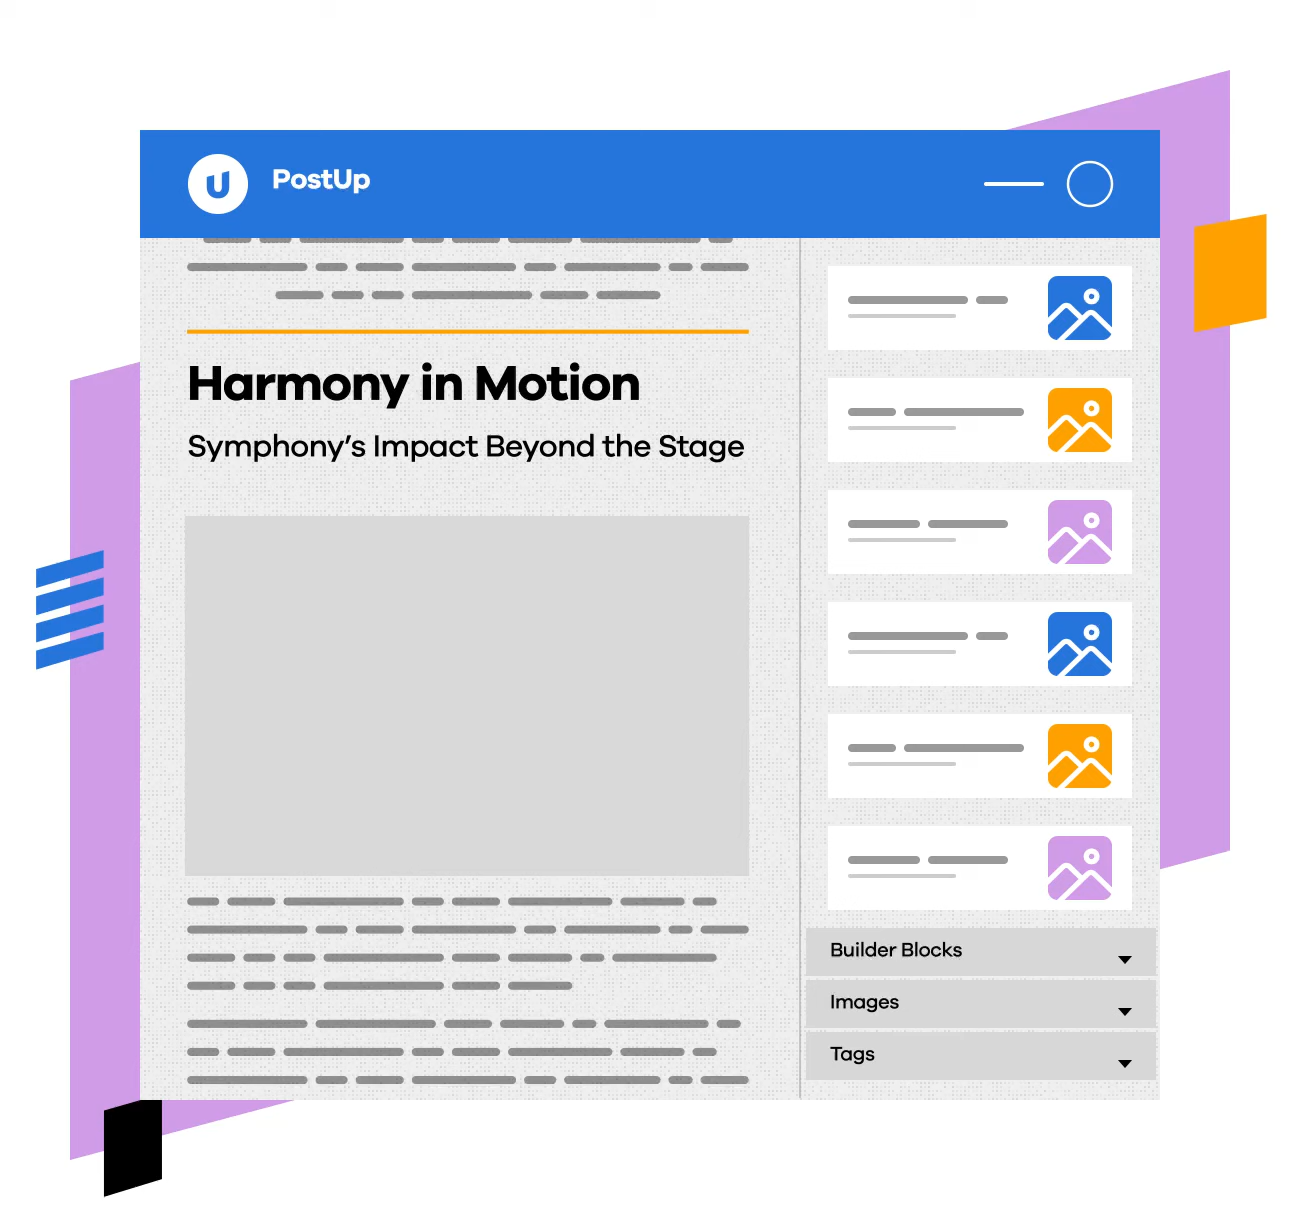 PostUp
Harmony in Motion
Symphony’s Impact Beyond the Stage
Builder Blocks
Images
Tags